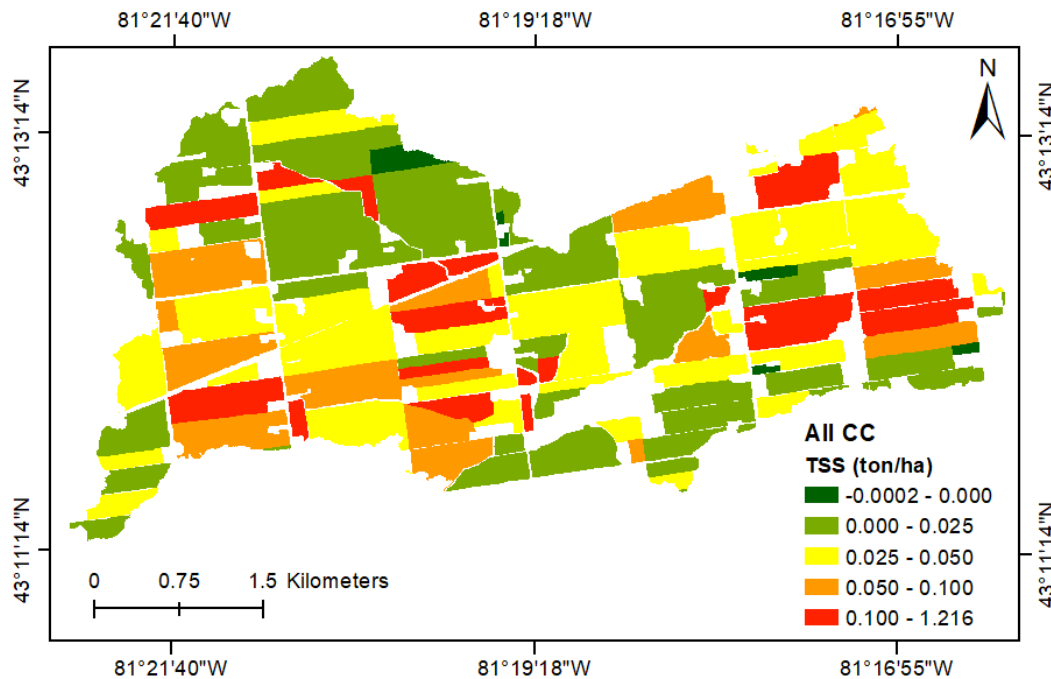 81°21'40"W 81°19'18"W 81°16'55"W
N
43°13'14"N 43°13'14"N
All CC
TSS (ton/ha)
-0.0002 - 0.000
0.000 - 0.025
0.025 - 0.050
0.050 - 0.100
0.100 - 1.216
43°11'14"N 43°11'14"N
0 0.75 1.5 Kilometers
81°21'40"W 81°19'18"W 81°16'55"W